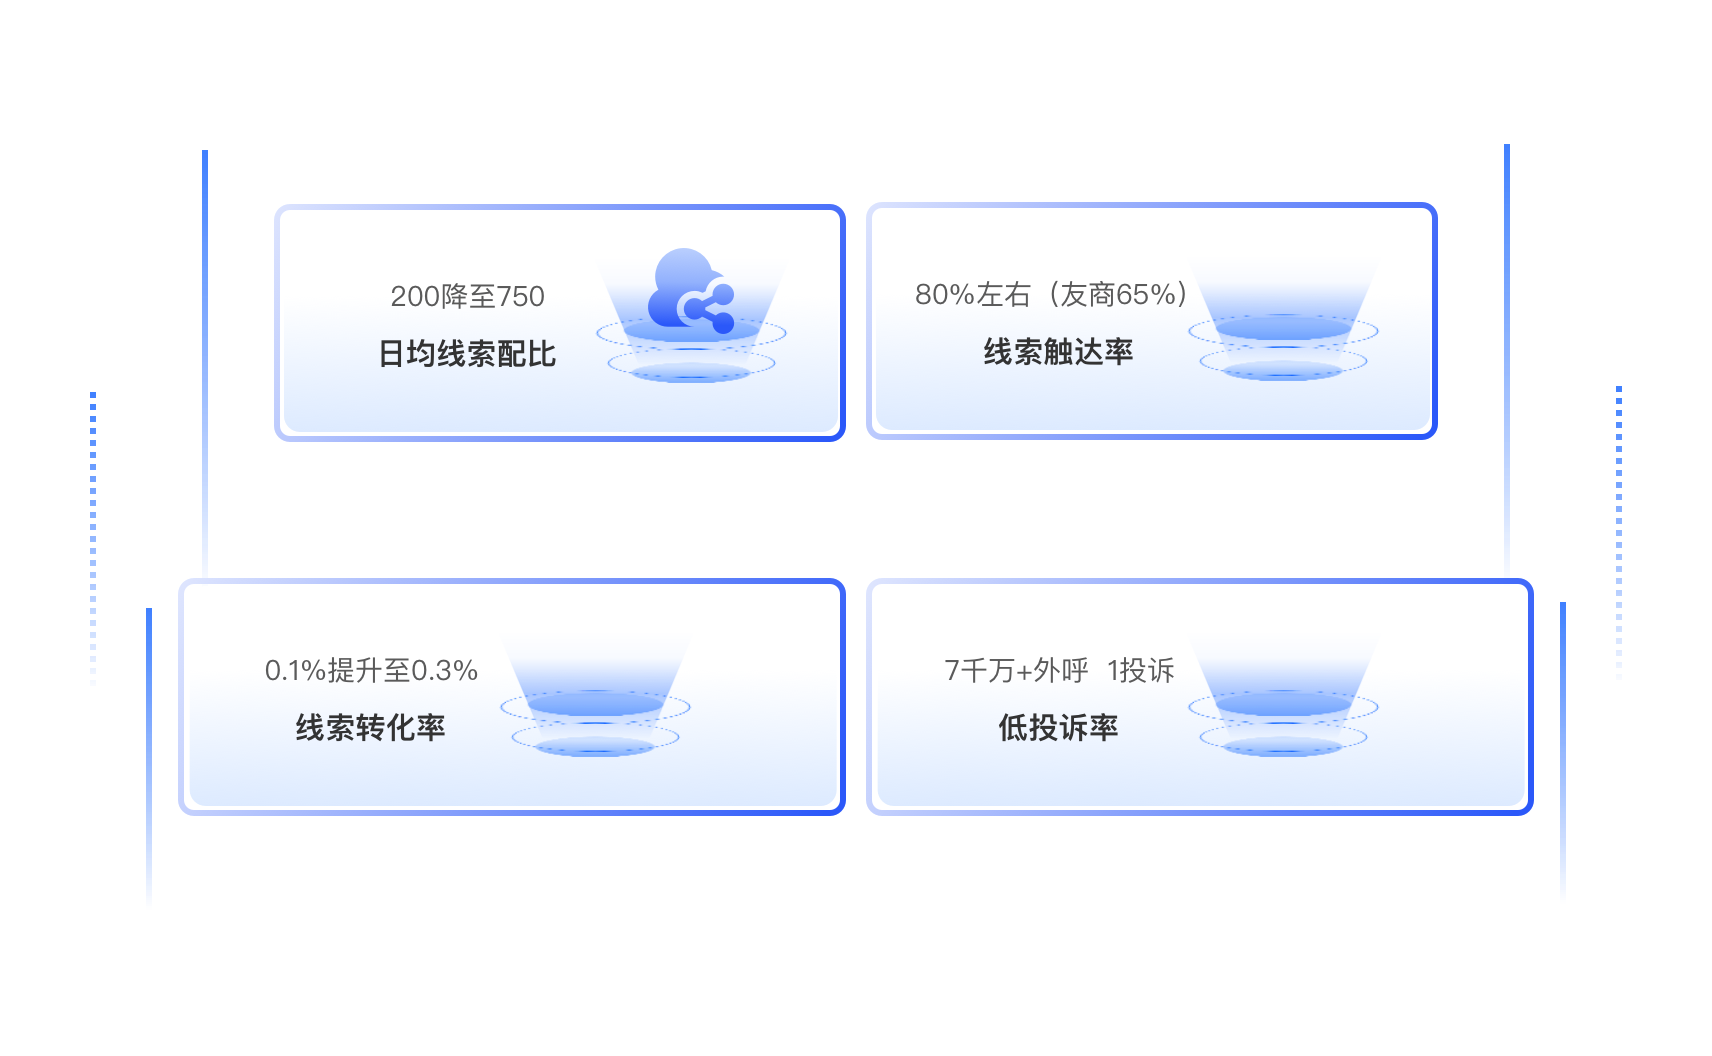 200降至750
日均线索配比
80%左右（友商65%）
线索触达率
0.1%提升至0.3%
线索转化率
7千万+外呼 1投诉
低投诉率